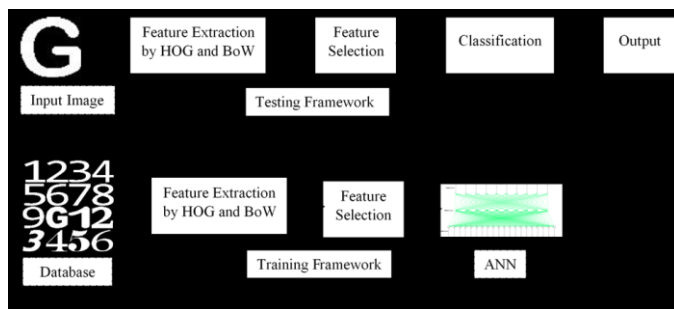 G
Feature Extraction
by HOG and BoW
Feature
Selection
Classification
Output
Input Image
Testing Framework
1234
5678
9G12
3456
Feature Extraction
by HOG and BoW
Feature
Selection
Database
Training Framework
ANN